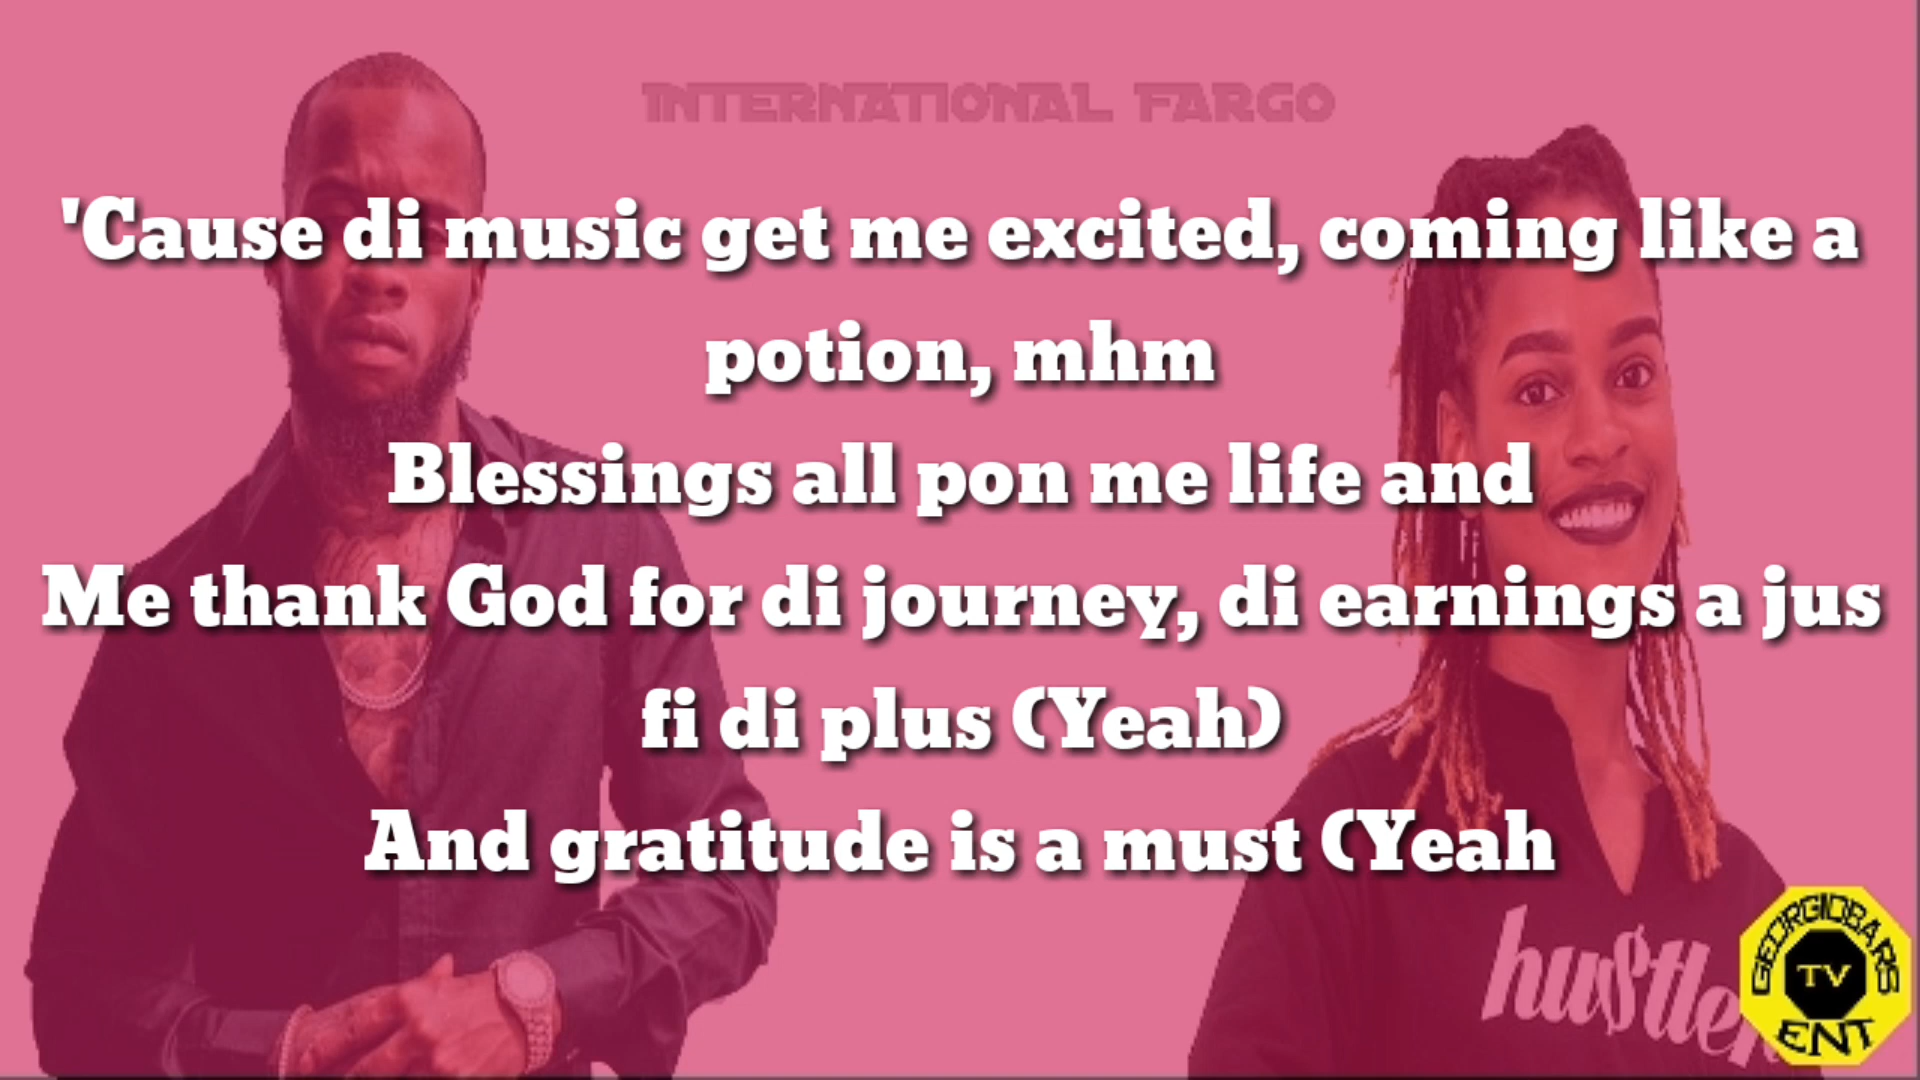 INTERNATIONAL FARGO
'Cause di music get me excited, coming like a
potion, mhm
Blessings all pon me life and
Me thank God for di journey, di earnings a jus
fi di plus (Yeah)
And gratitude is a must (Yeah
hu$tler
GEORGIOBARS
TV
ENT